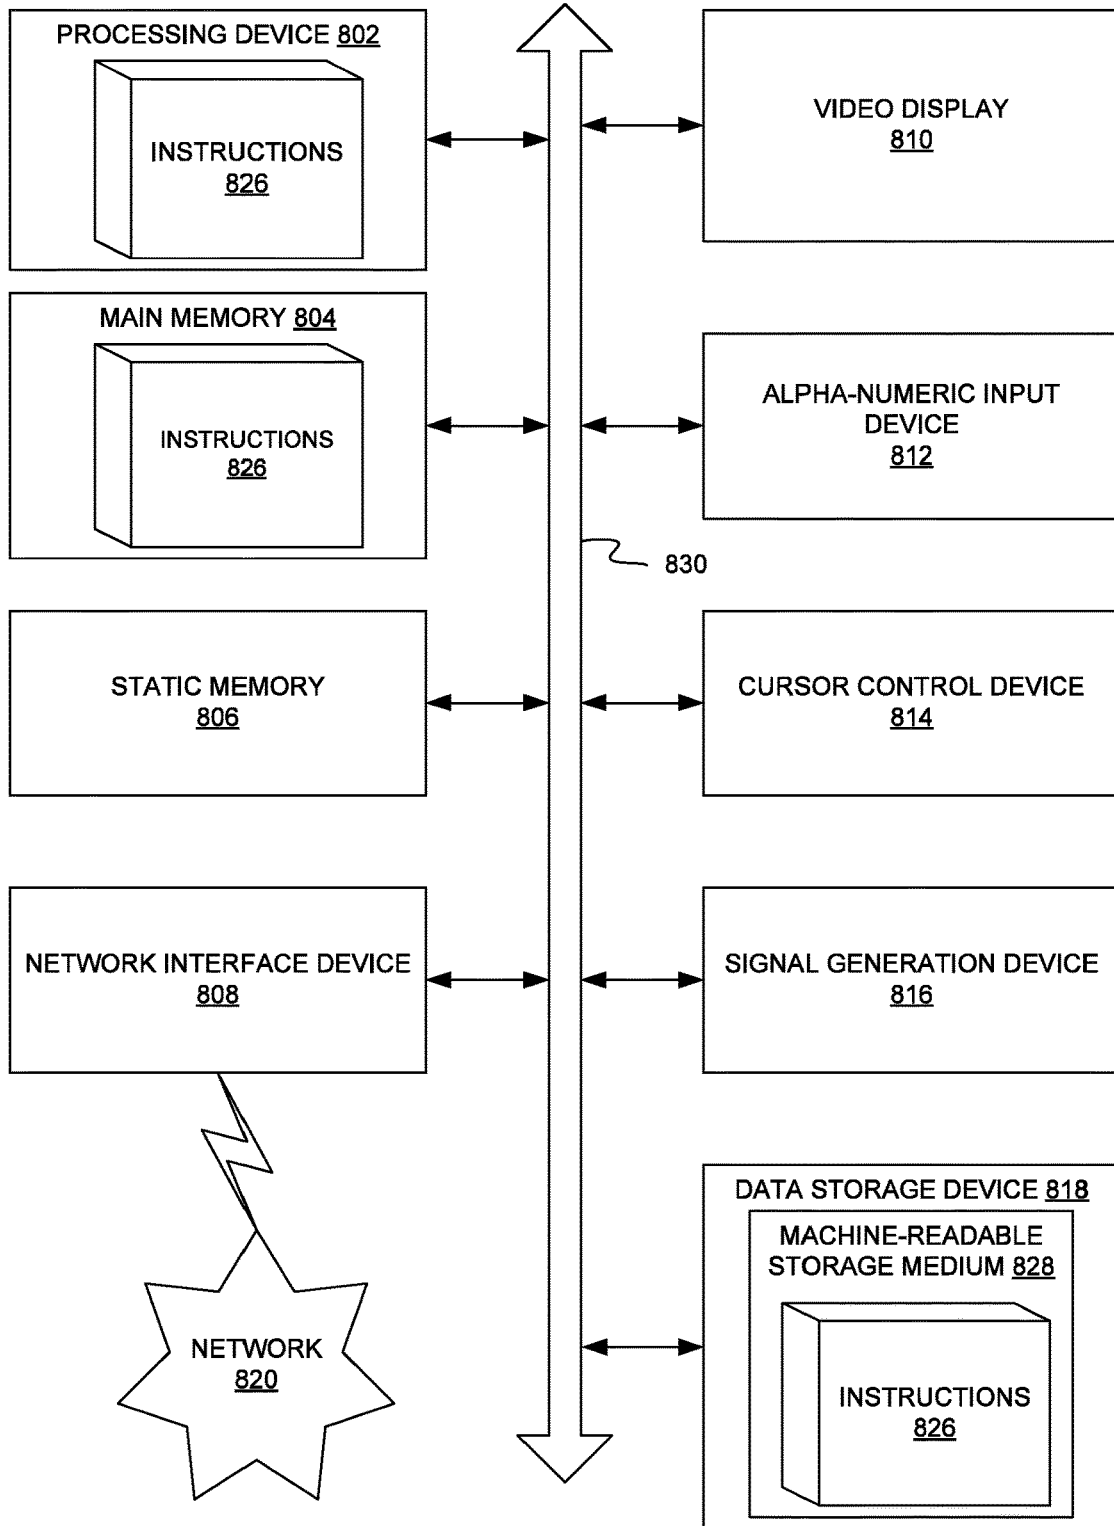 PROCESSING DEVICE 802
INSTRUCTIONS
826
MAIN MEMORY 804
INSTRUCTIONS
826
STATIC MEMORY
806
NETWORK INTERFACE DEVICE
808
NETWORK
820
VIDEO DISPLAY
810
ALPHA-NUMERIC INPUT
DEVICE
812
830
CURSOR CONTROL DEVICE
814
SIGNAL GENERATION DEVICE
816
DATA STORAGE DEVICE 818
MACHINE-READABLE
STORAGE MEDIUM 828
INSTRUCTIONS
826